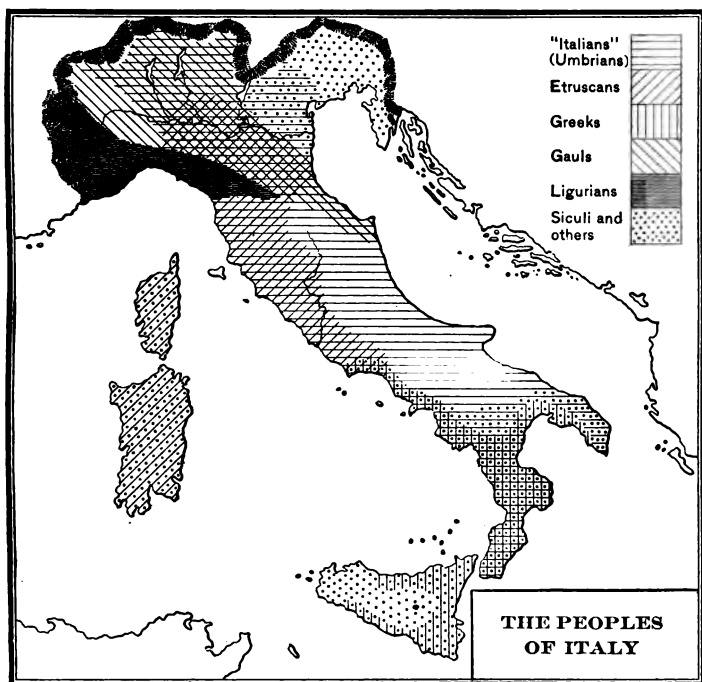 "Italians"
(Umbrians)
Etruscans
Greeks
Gauls
Ligurians
Siculi and
others
THE PEOPLES
OF ITALY